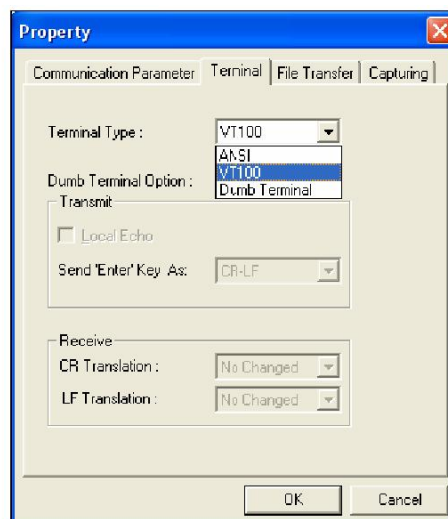 Property
Communication Parameter Terminal File Transfer Capturing
Terminal Type : VT100
ANSI
VT100
Dumb Terminal
Dumb Terminal Option :
Transmit
Local Echo
Send 'Enter' Key As: CR-LF
Receive
CR Translation : No Changed
LF Translation : No Changed
OK Cancel